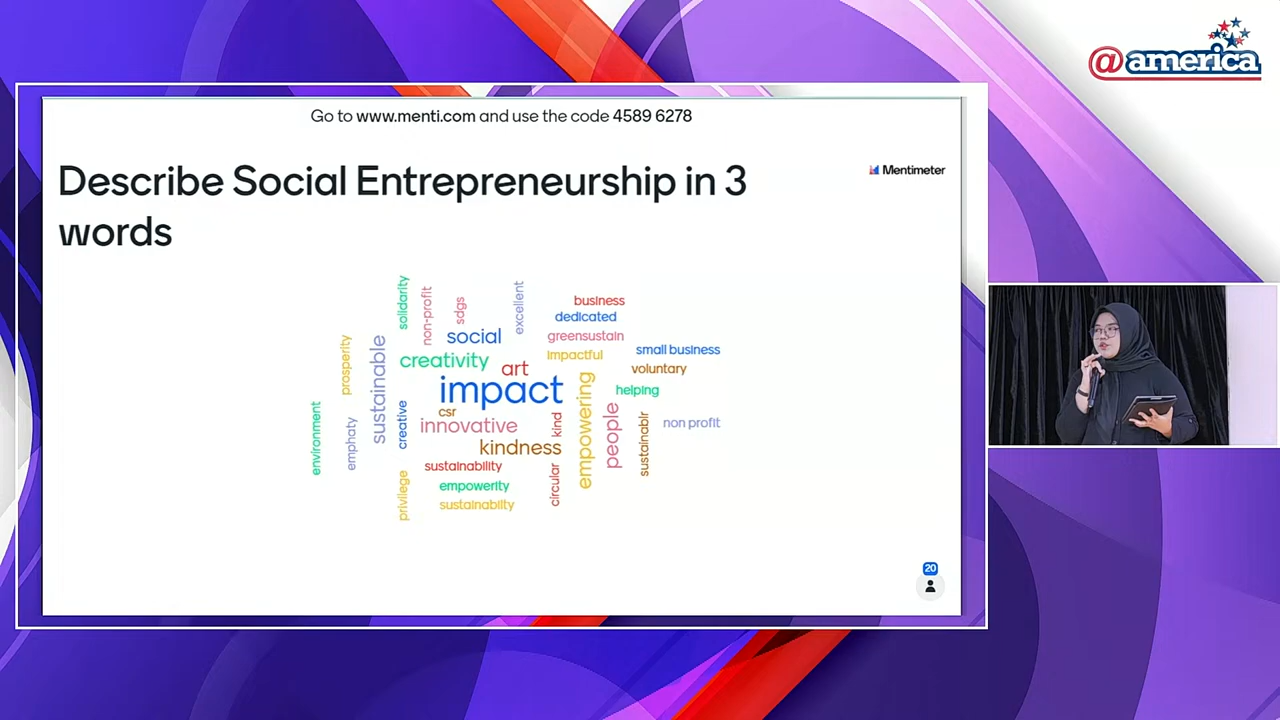 @america
Go to www.menti.com and use the code 4589 6278
Describe Social Entrepreneurship in 3
words
Mentimeter
solidarity
non-profit
sdgs
excellent
business
dedicated
social
greensustain
prosperity
sustainable
creativity
art
impactful
small business
voluntary
impact
empowering
helping
environment
emphaty
creative
csr
innovative
kind
people
sustainablr
non profit
kindness
sustainability
circular
privilege
empowerity
sustainabilty
20